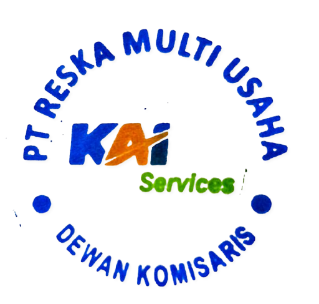 PT RESKA MULTI USAHA
KAI
Services
DEWAN KOMISARIS